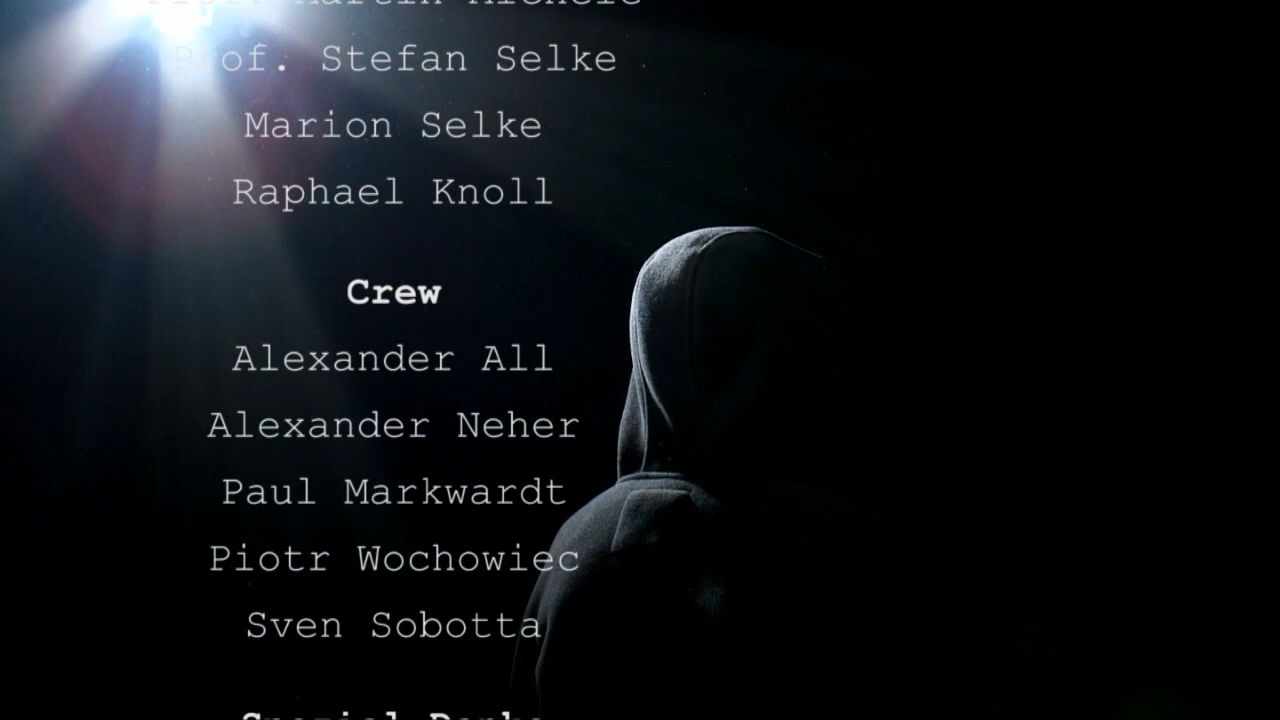 Prof. Stefan Selke
Marion Selke
Raphael Knoll
Crew
Alexander All
Alexander Neher
Paul Markwardt
Piotr Wochowiec
Sven Sobotta